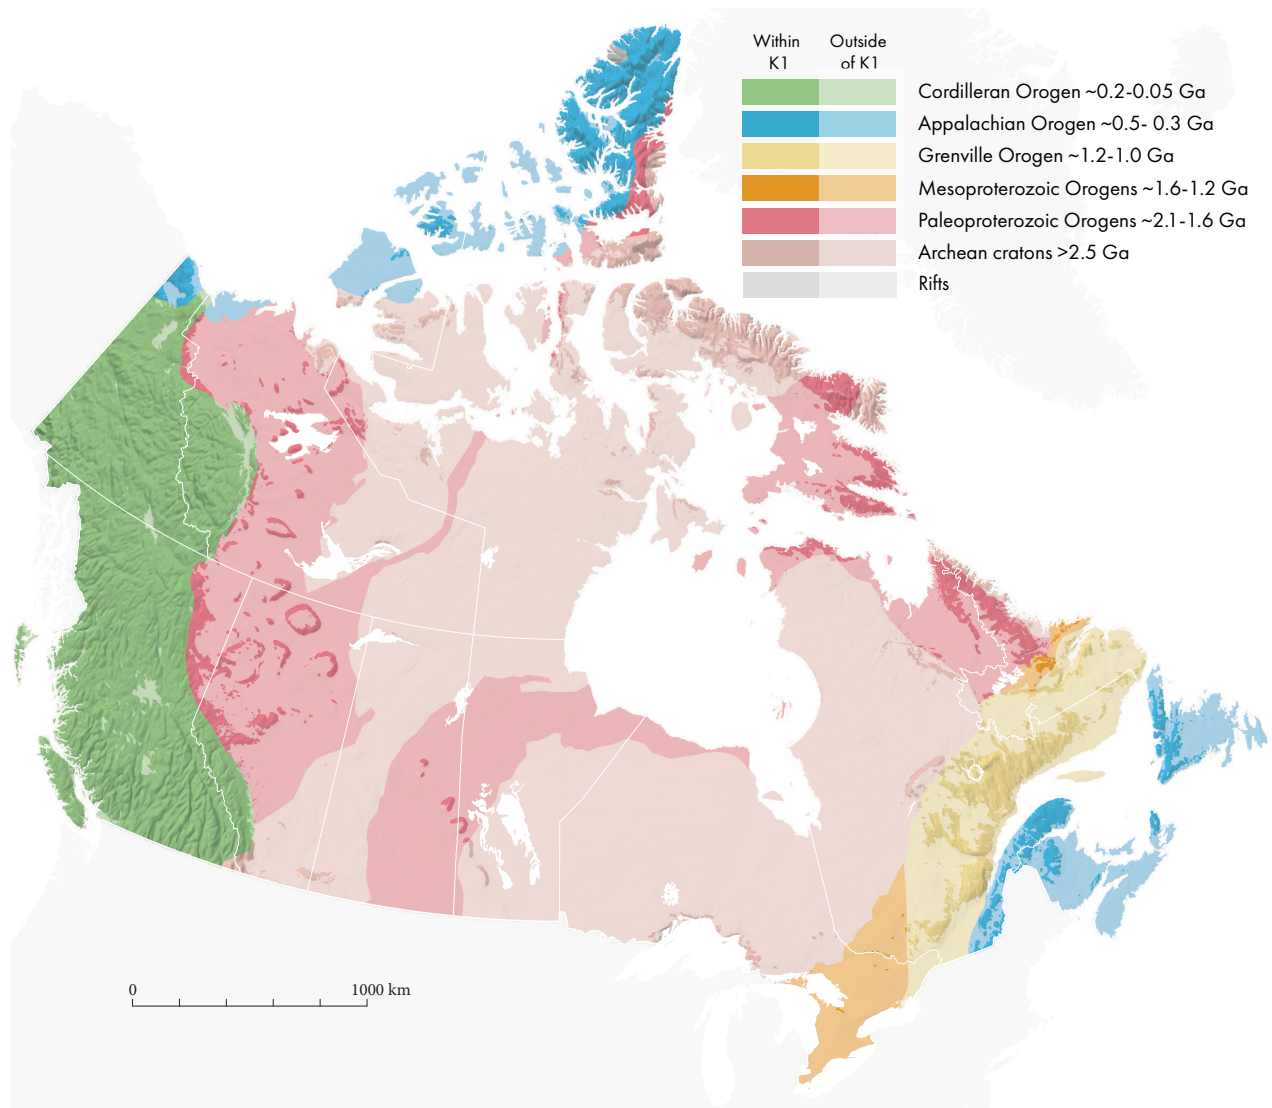 Within
K1
Outside
of K1
Cordilleran Orogen ~0.2-0.05 Ga
Appalachian Orogen ~0.5- 0.3 Ga
Grenville Orogen ~1.2-1.0 Ga
Mesoproterozoic Orogens ~1.6-1.2 Ga
Paleoproterozoic Orogens ~2.1-1.6 Ga
Archean cratons >2.5 Ga
Rifts
0
1000 km